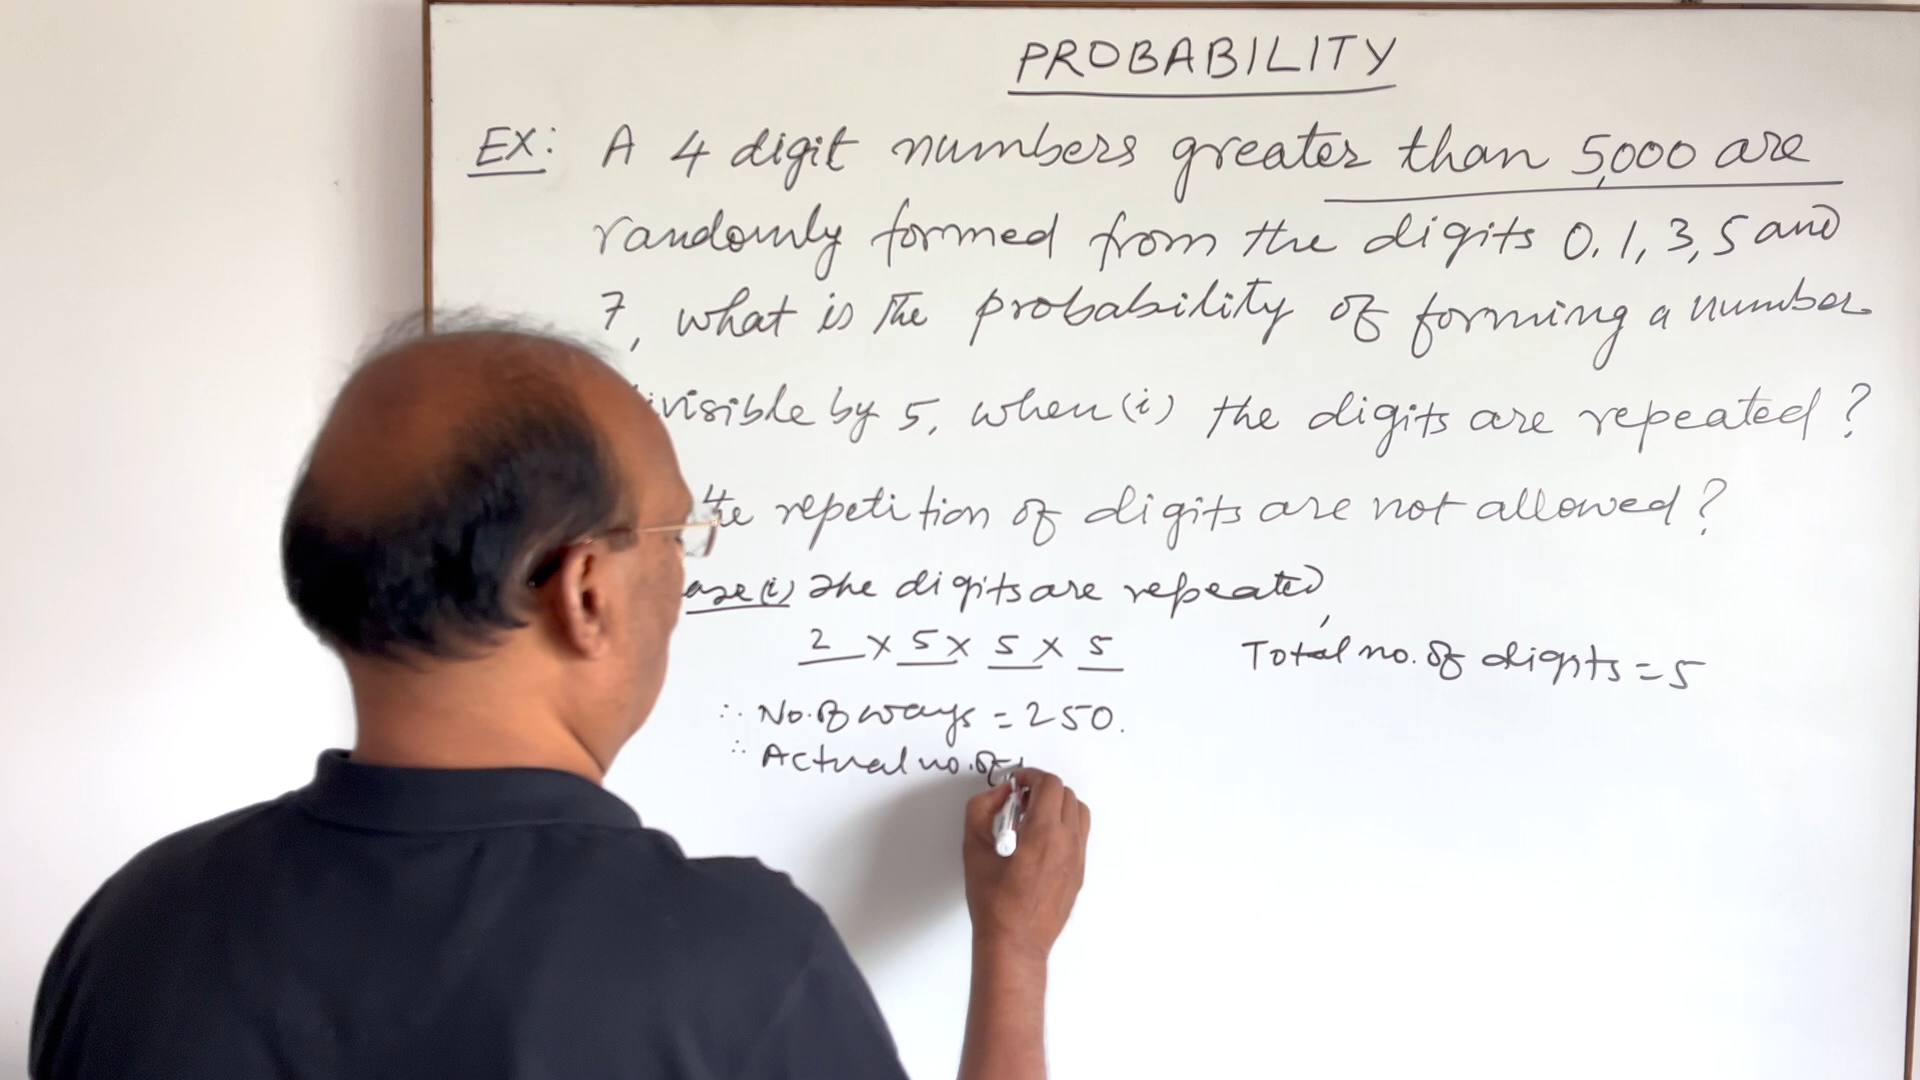 PROBABILITY
EX: A 4 digit numbers greater than 5,000 are
randomly formed from the digits 0, 1, 3, 5 and
7, what is the probability of forming a number
ivisible by 5, when (i) the digits are repeated?
the repetition of digits are not allowed?
ase (i) The digits are repeated,
2 × 5 × 5 × 5
Total no. of digits = 5
∴ No. of ways = 250.
∴ Actual no. of